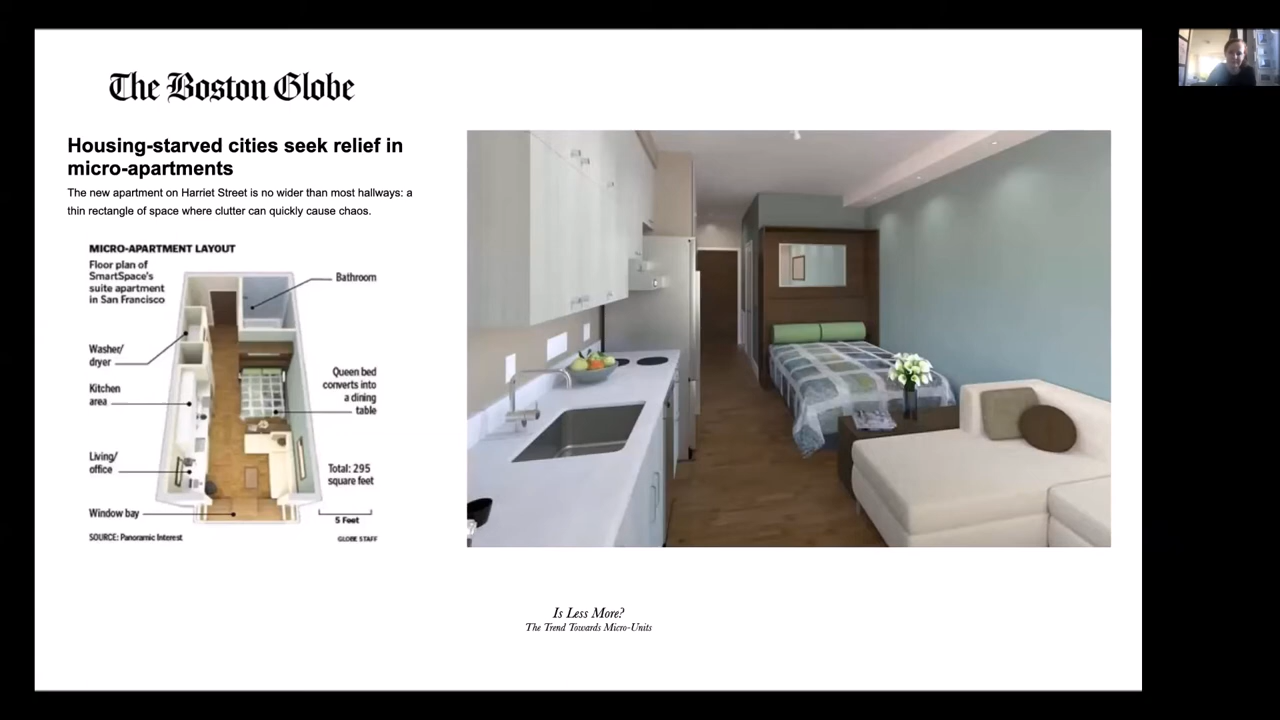 The Boston Globe
Housing-starved cities seek relief in
micro-apartments
The new apartment on Harriet Street is no wider than most hallways: a
thin rectangle of space where clutter can quickly cause chaos.
MICRO-APARTMENT LAYOUT
Floor plan of
SmartSpace's
suite apartment
in San Francisco
Bathroom
Washer/
dryer
Kitchen
area
Queen bed
converts into
a dining
table
Living/
office
Total: 295
square feet
Window bay
5 Feet
SOURCE: Panoramic Interest
GLOBE STAFF
Is Less More?
The Trend Towards Micro-Units